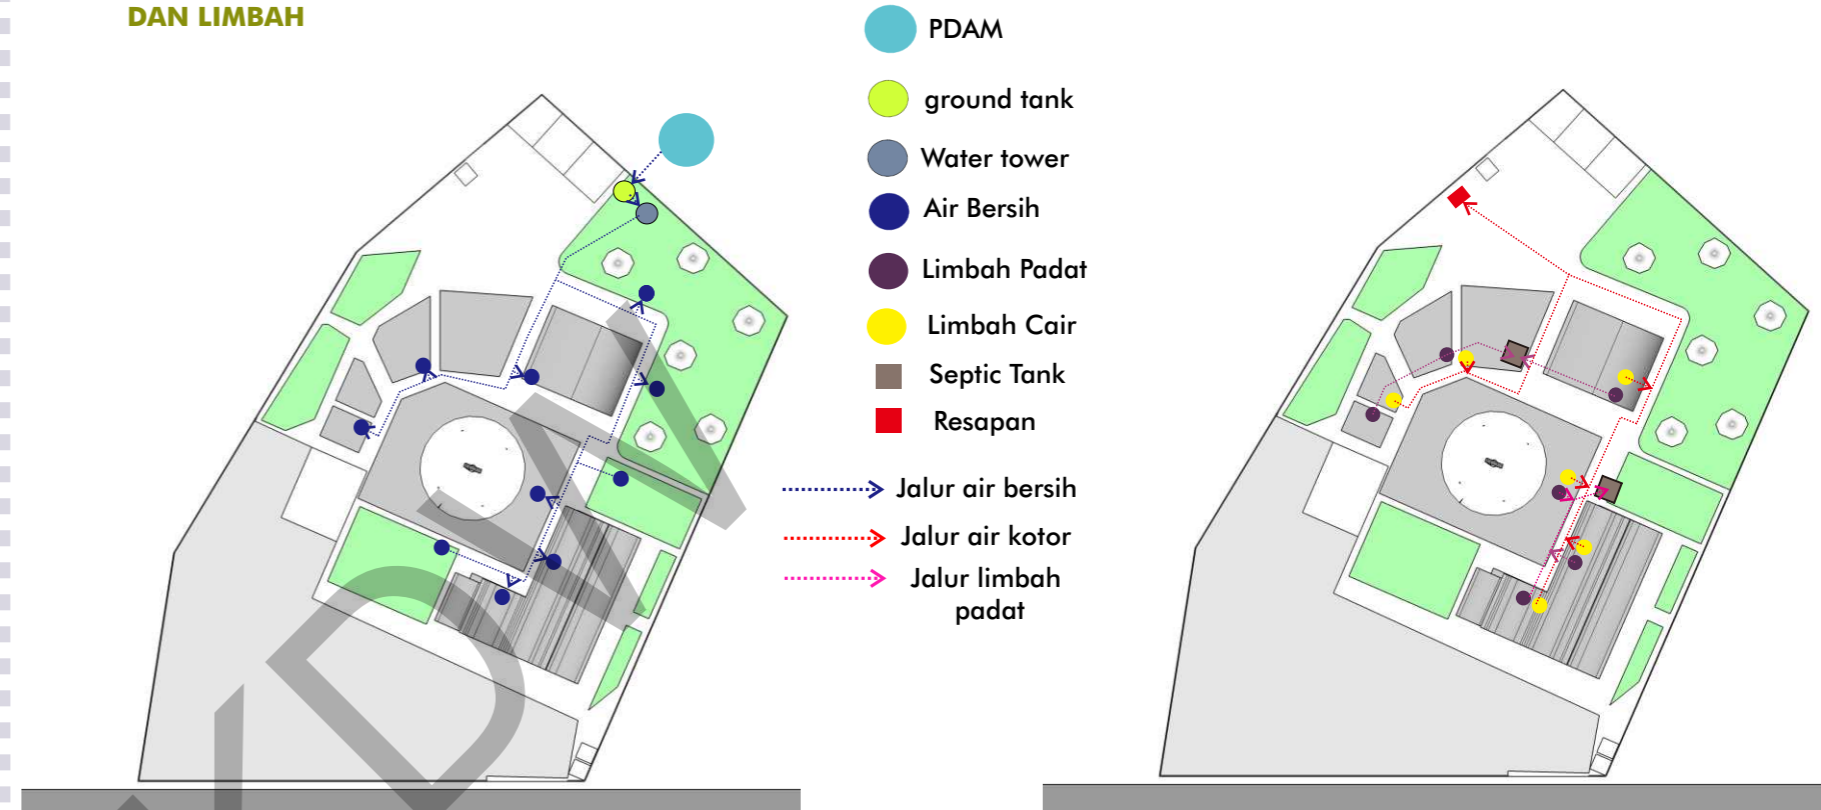 DAN LIMBAH
PDAM
ground tank
Water tower
Air Bersih
Limbah Padat
Limbah Cair
Septic Tank
Resapan
Jalur air bersih
Jalur air kotor
Jalur limbah
padat